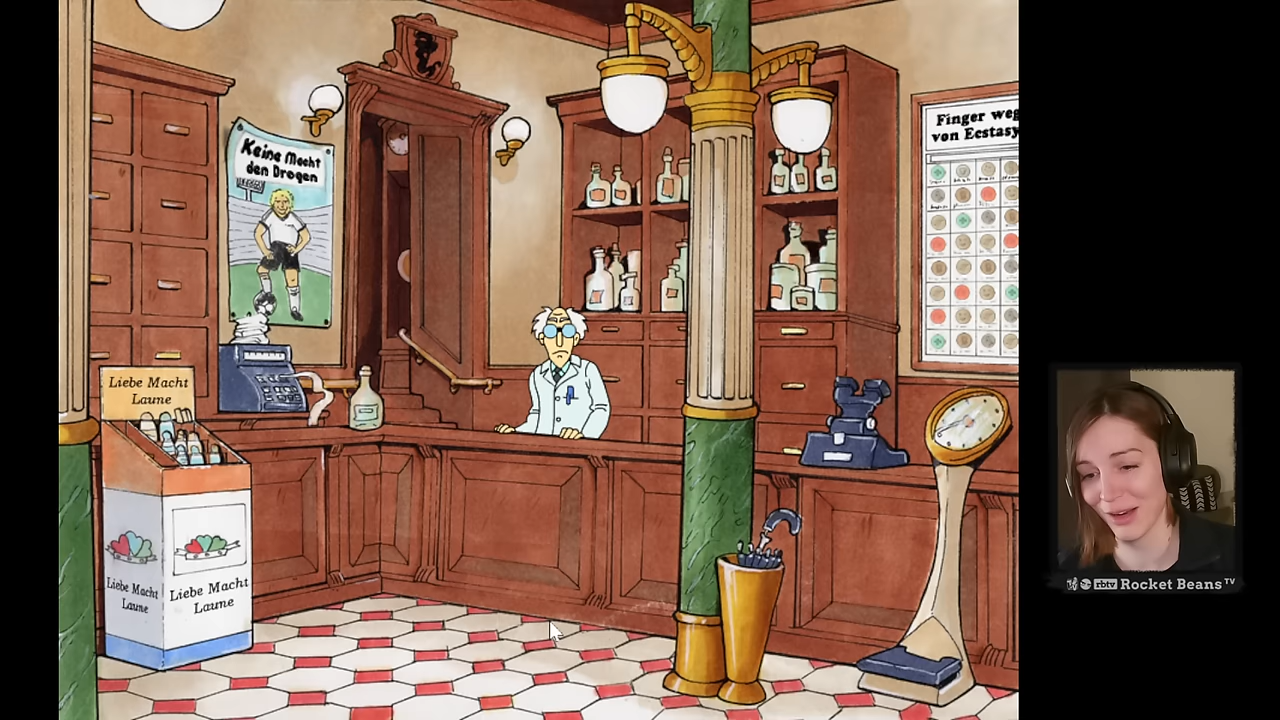 Keine Macht
den Drogen
Finger weg
von Ecstasy
Liebe Macht
Laune
Liebe Macht
Laune
Liebe Macht
Laune
rbtv Rocket Beans TV